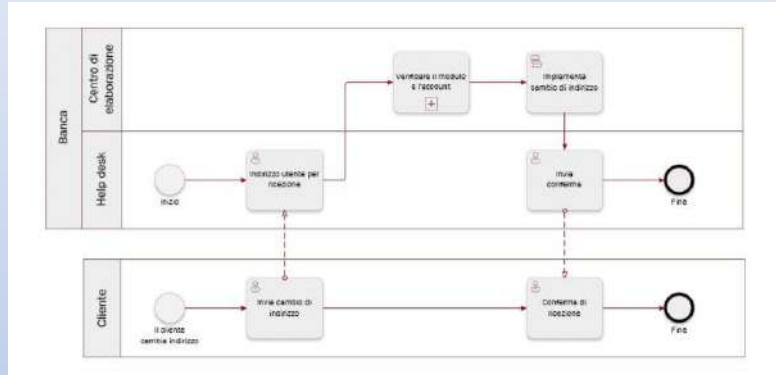 Banca
Centro di
elaborazione
Verificare il modulo
e l'account
Implementa
cambio di indirizzo
Help desk
Inizio
Indirizzo utente per
ricezione
Invia
conferma
Fine
Cliente
Il cliente
cambia indirizzo
Invia cambio di
indirizzo
Conferma di
ricezione
Fine